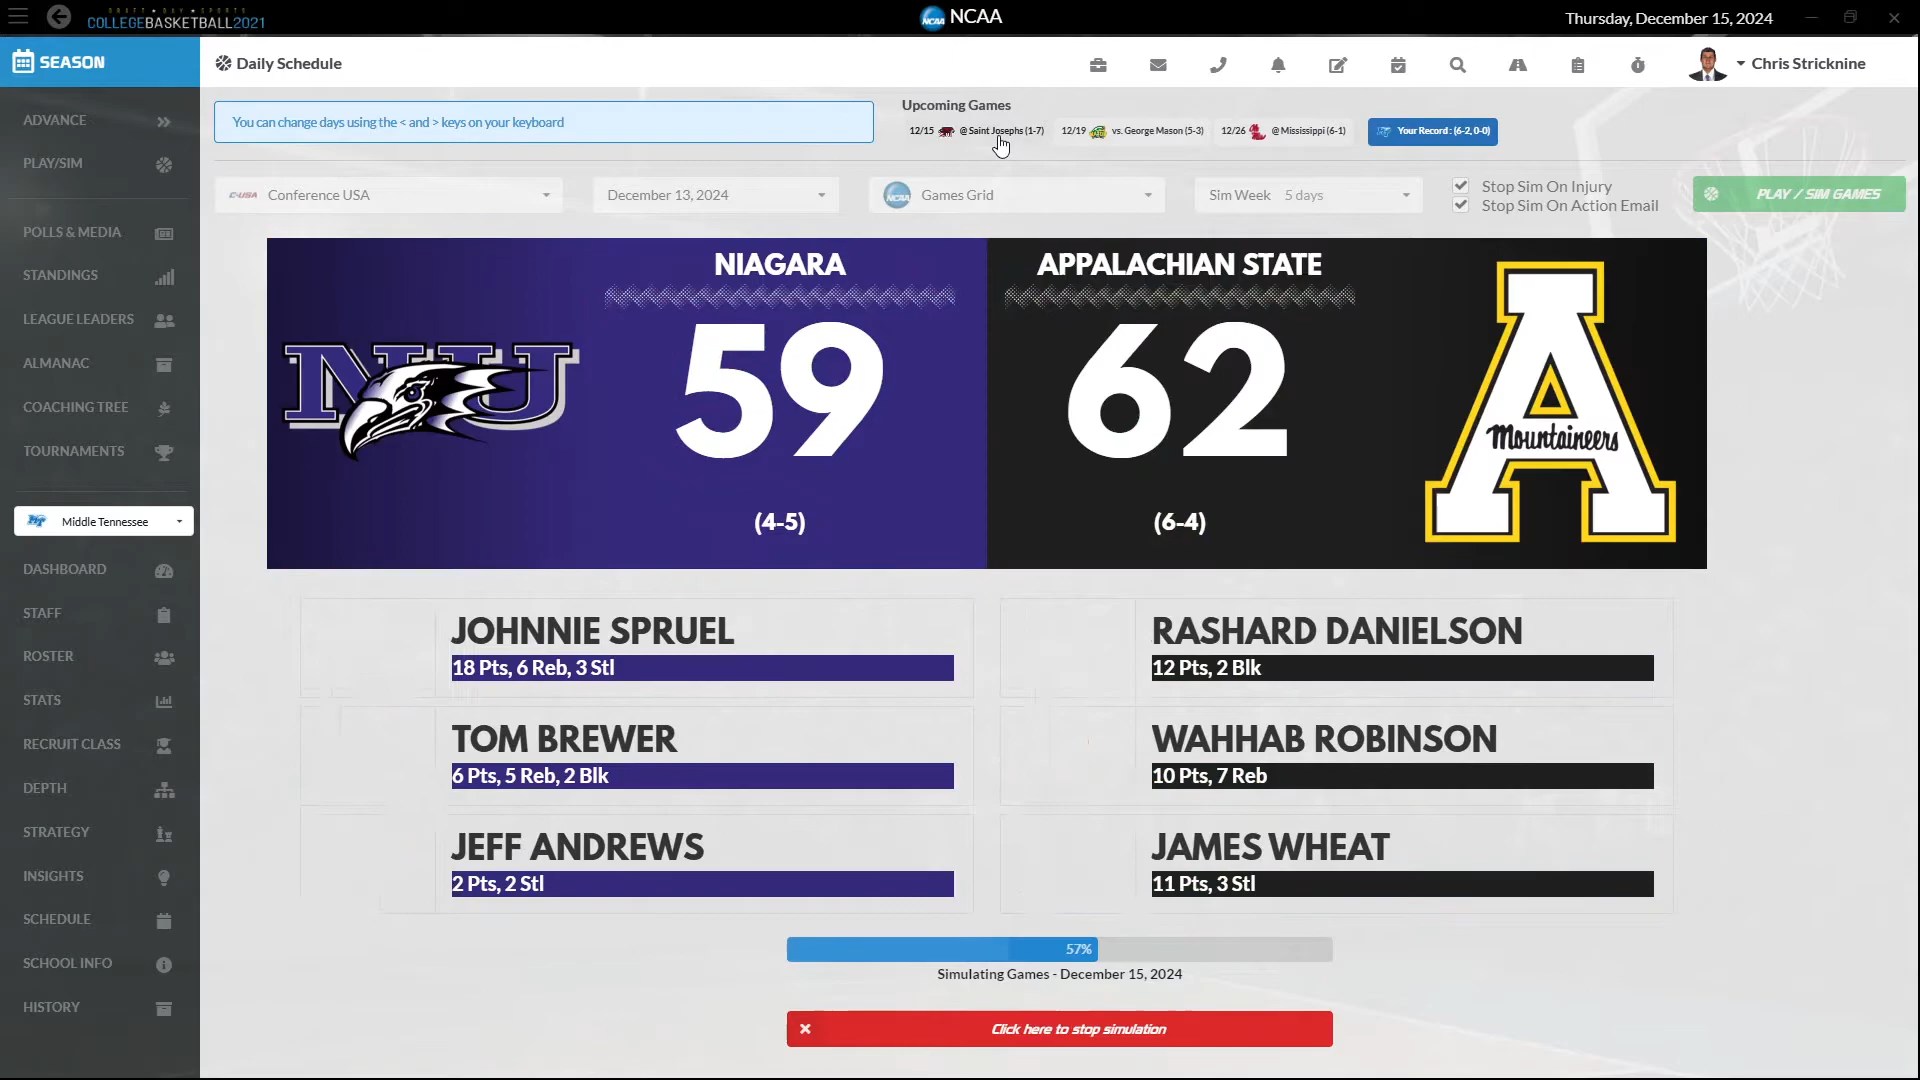 DRAFT • DAY • SPORTS
COLLEGEBASKETBALL2021
NCAA
Thursday, December 15, 2024
SEASON
Daily Schedule
Chris Stricknine
ADVANCE
PLAY/SIM
POLLS & MEDIA
STANDINGS
LEAGUE LEADERS
ALMANAC
COACHING TREE
TOURNAMENTS
Middle Tennessee
DASHBOARD
STAFF
ROSTER
STATS
RECRUIT CLASS
DEPTH
STRATEGY
INSIGHTS
SCHEDULE
SCHOOL INFO
HISTORY
You can change days using the < and > keys on your keyboard
Upcoming Games
12/15 @ Saint Josephs (1-7) 12/19 vs. George Mason (5-3) 12/26 @ Mississippi (6-1) Your Record : (6-2, 0-0)
C-USA Conference USA
December 13, 2024
NCAA Games Grid
Sim Week 5 days
Stop Sim On Injury
Stop Sim On Action Email
PLAY / SIM GAMES
NIAGARA
59
(4-5)
NU
APPALACHIAN STATE
62
(6-4)
A
Mountaineers
JOHNNIE SPRUEL
18 Pts, 6 Reb, 3 Stl
TOM BREWER
6 Pts, 5 Reb, 2 Blk
JEFF ANDREWS
2 Pts, 2 Stl
RASHARD DANIELSON
12 Pts, 2 Blk
WAHHAB ROBINSON
10 Pts, 7 Reb
JAMES WHEAT
11 Pts, 3 Stl
57%
Simulating Games - December 15, 2024
Click here to stop simulation